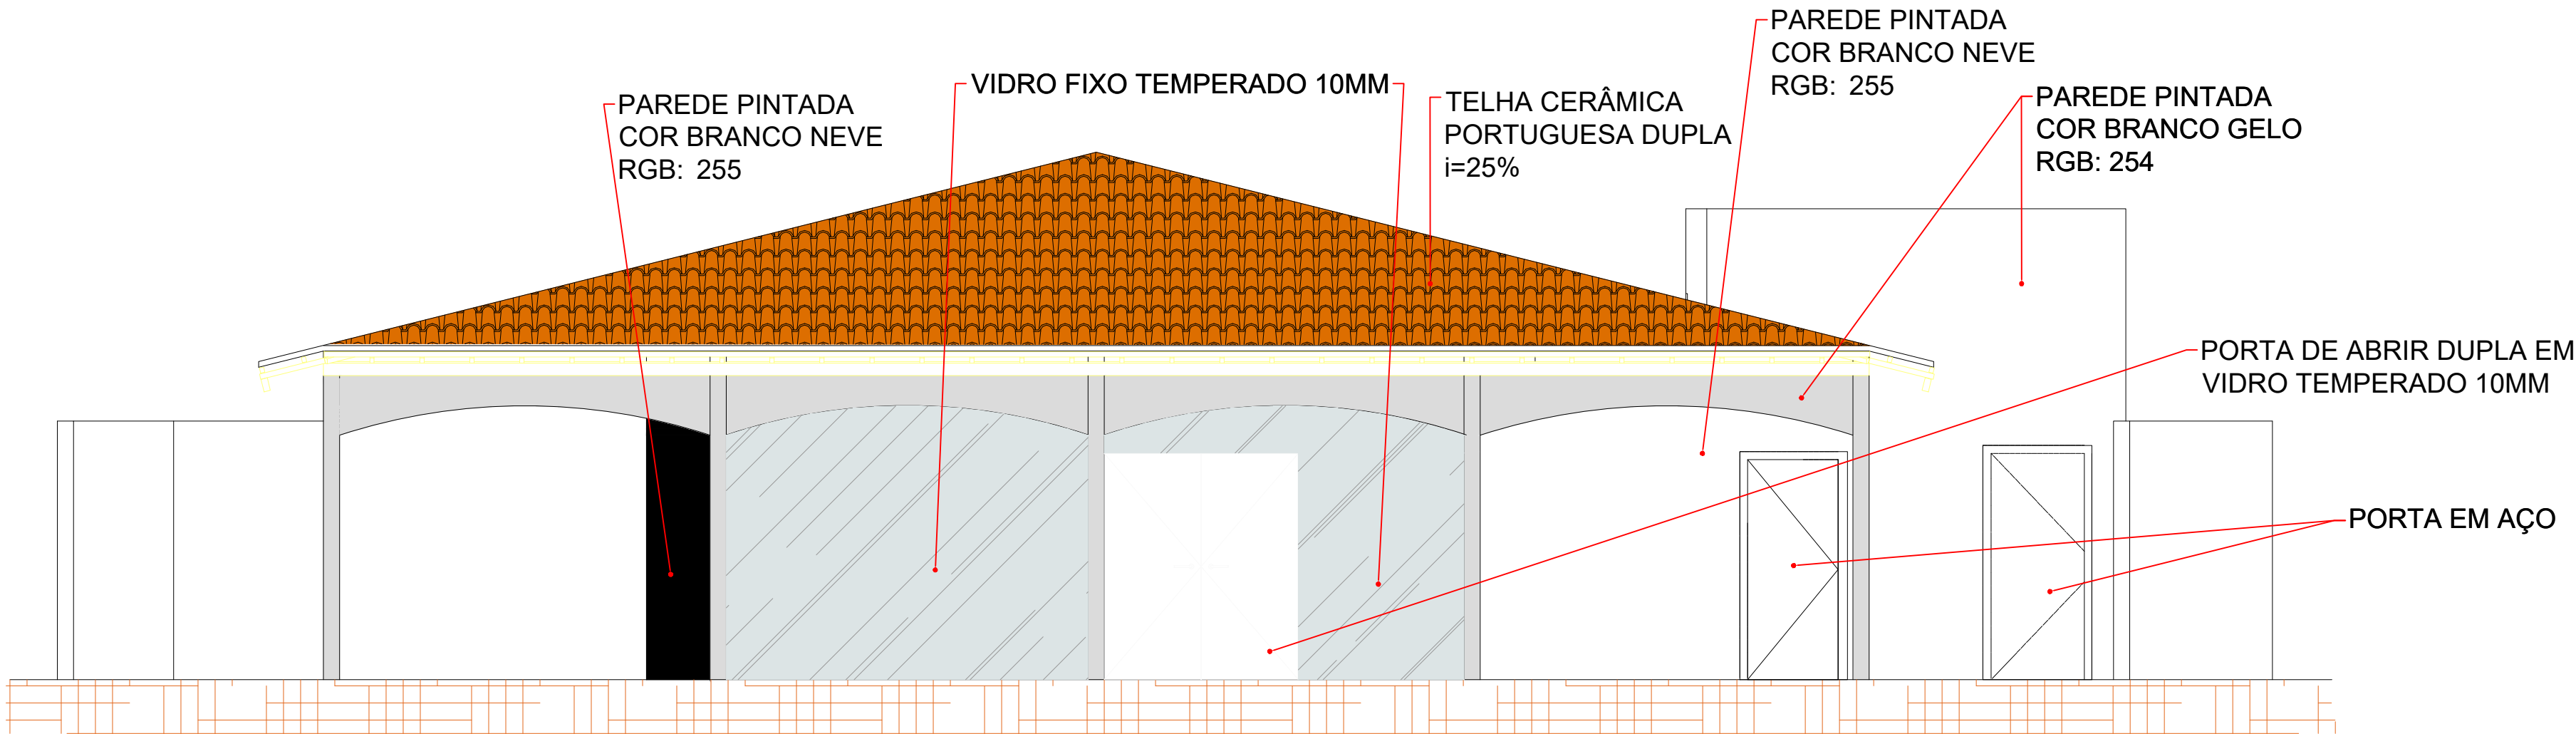 PAREDE PINTADA
COR BRANCO NEVE
RGB: 255
VIDRO FIXO TEMPERADO 10MM
TELHA CERÂMICA
PORTUGUESA DUPLA
i=25%
PAREDE PINTADA
COR BRANCO NEVE
RGB: 255
PAREDE PINTADA
COR BRANCO GELO
RGB: 254
PORTA DE ABRIR DUPLA EM
VIDRO TEMPERADO 10MM
PORTA EM AÇO